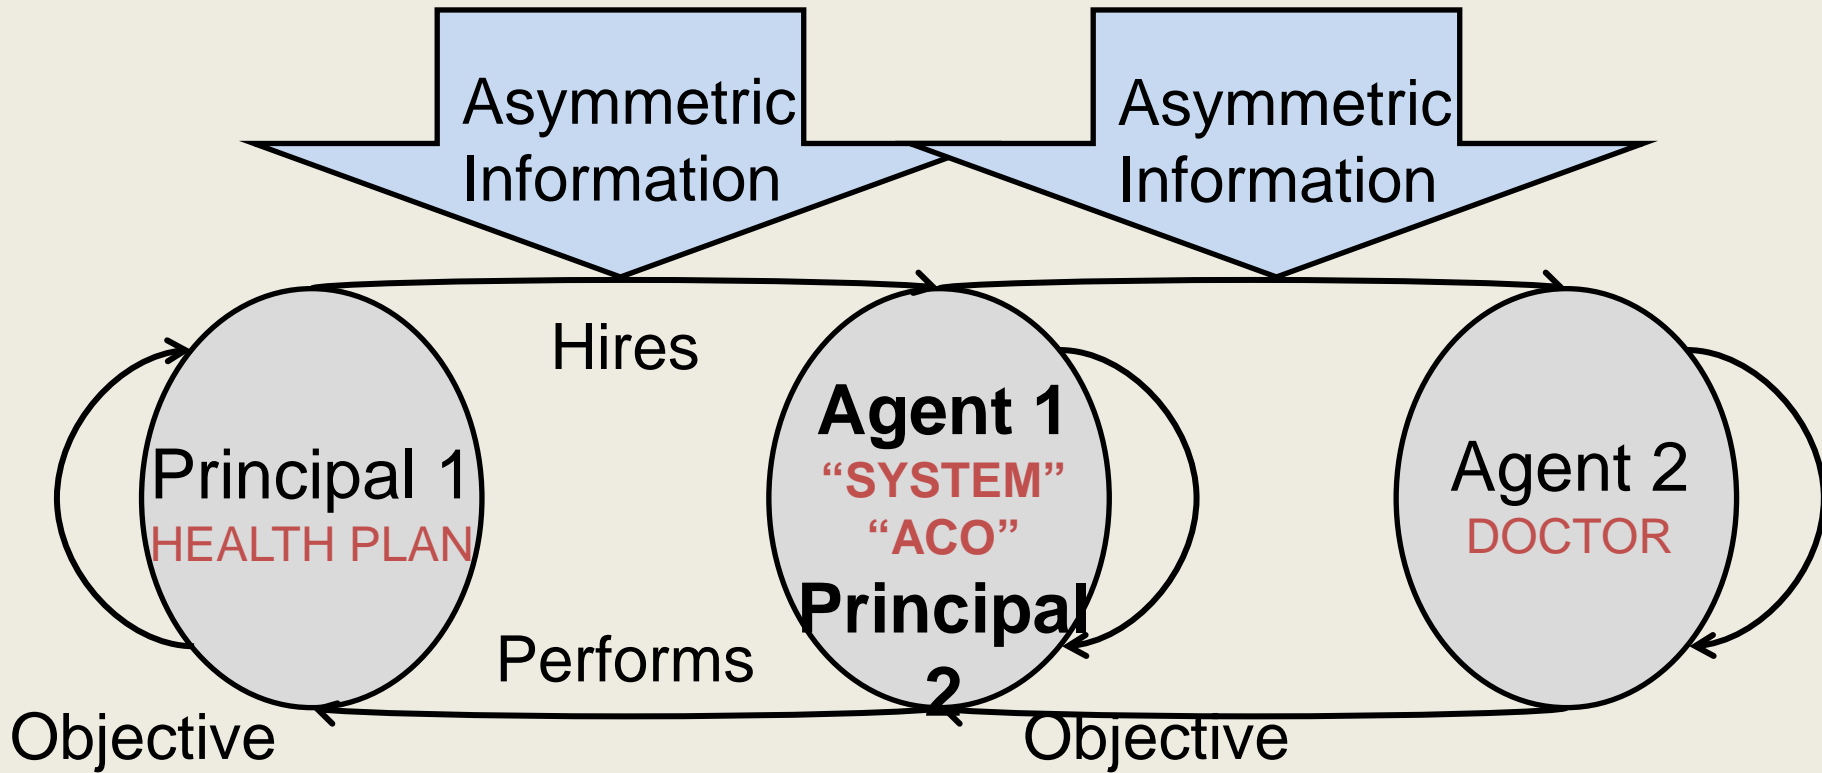 Asymmetric
Information
Asymmetric
Information
Hires
Principal 1
HEALTH PLAN
Agent 1
“SYSTEM”
“ACO”
Principal
2
Agent 2
DOCTOR
Performs
Objective
Objective